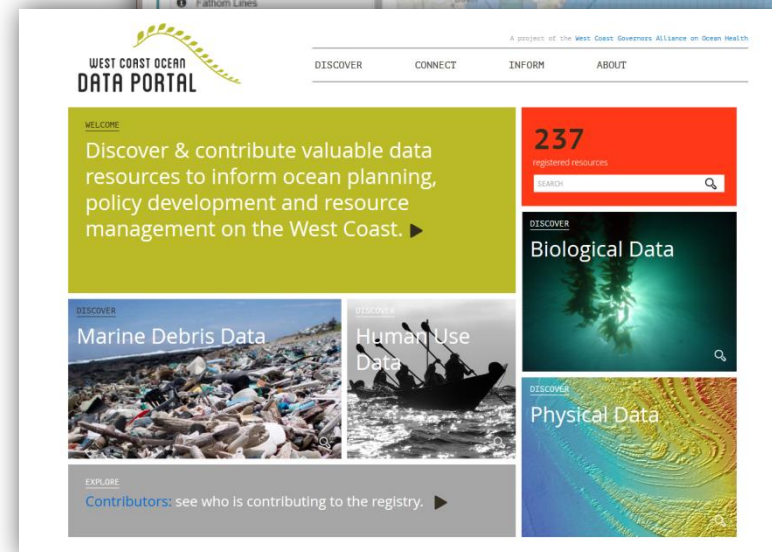 Fathom Lines
WEST COAST OCEAN
DATA PORTAL
A project of the West Coast Governors Alliance on Ocean Health
DISCOVER CONNECT INFORM ABOUT
WELCOME
Discover & contribute valuable data
resources to inform ocean planning,
policy development and resource
management on the West Coast.
237
registered resources
SEARCH
DISCOVER
Biological Data
DISCOVER
Marine Debris Data
DISCOVER
Human Use
Data
DISCOVER
Physical Data
EXPLORE
Contributors: see who is contributing to the registry.